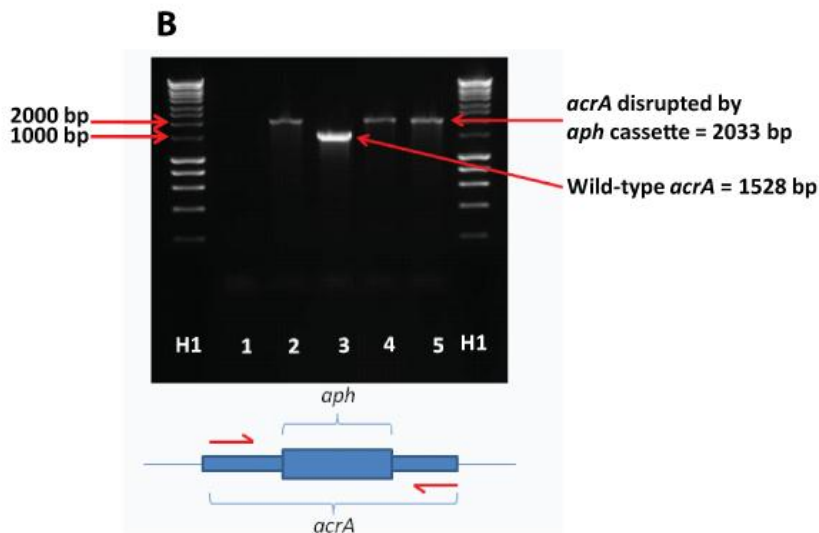 B
2000 bp
1000 bp
acrA disrupted by
aph cassette = 2033 bp
Wild-type acrA = 1528 bp
H1 1 2 3 4 5 H1
aph
acrA